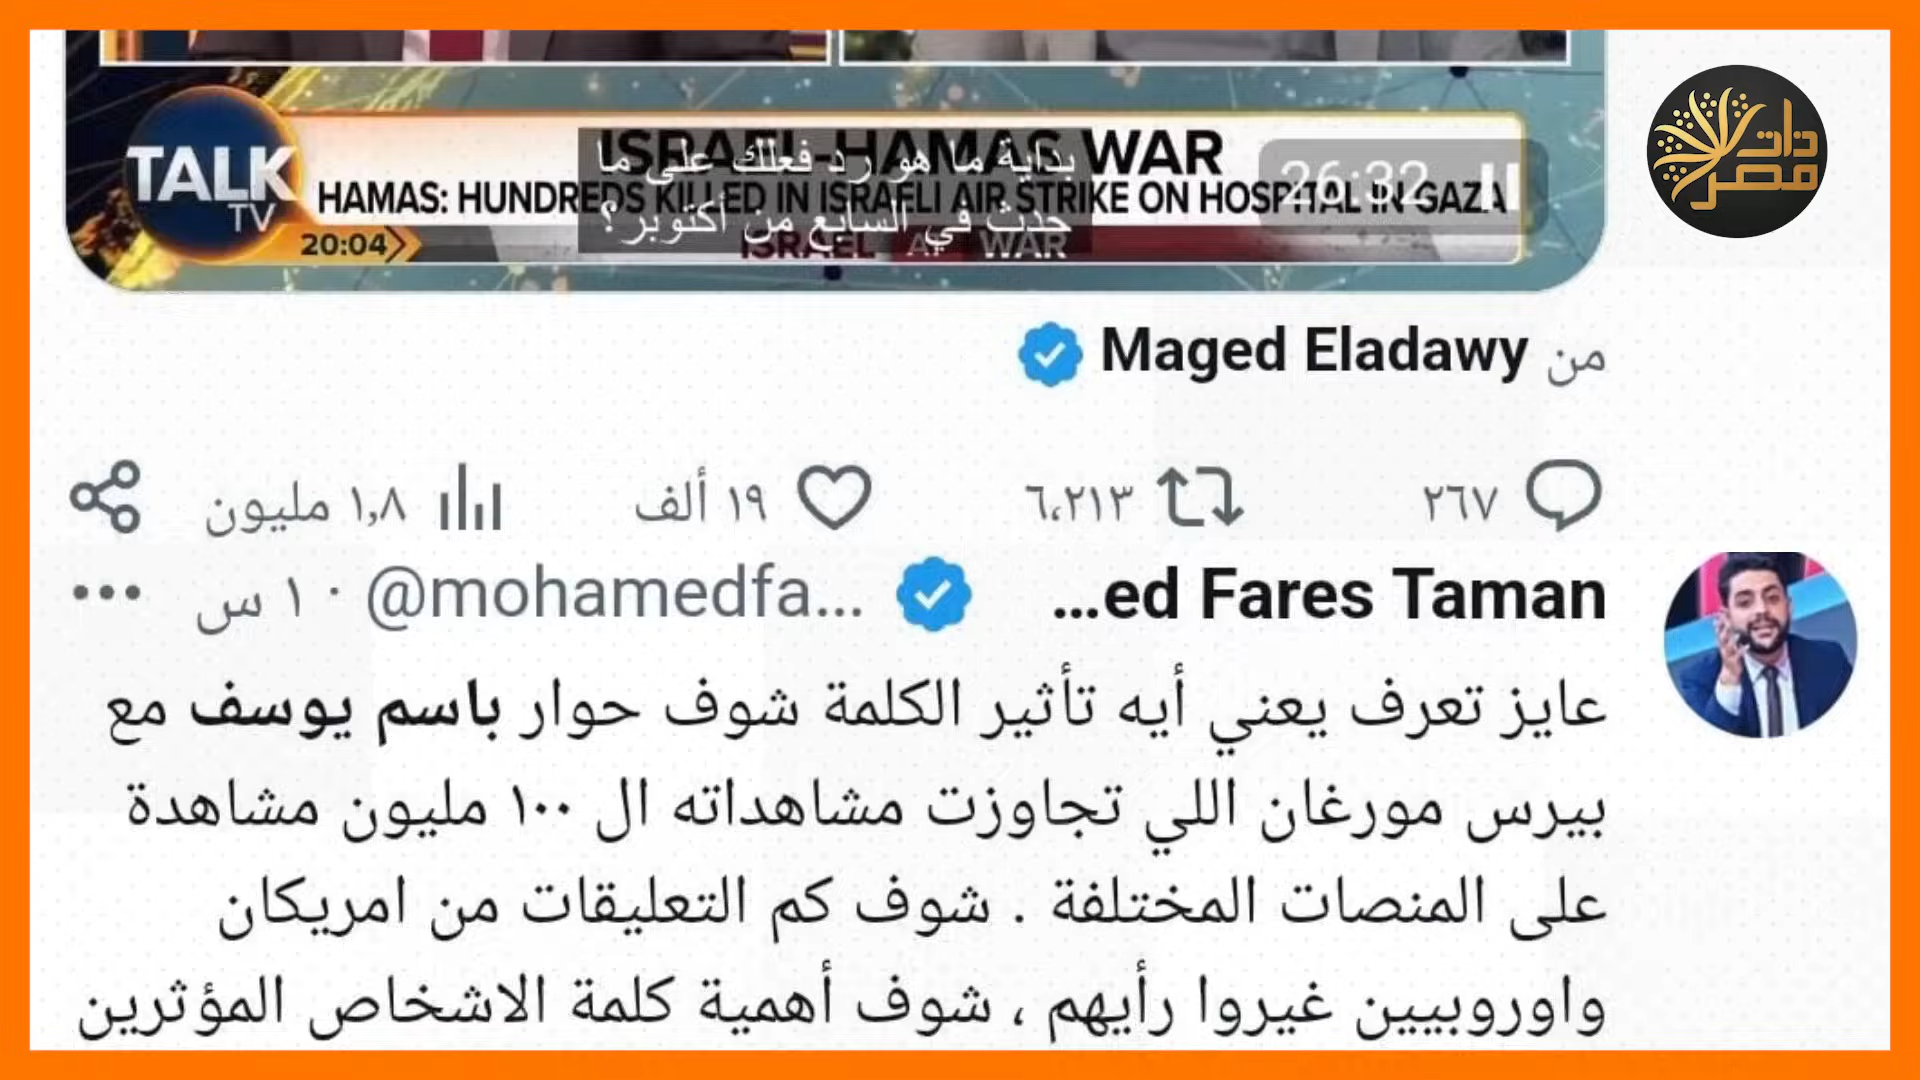 ISRAEL-HAMAS WAR
HAMAS: HUNDREDS KILLED IN ISRAELI AIR STRIKE ON HOSPITAL IN GAZA
TALK
TV
20:04
ISRAEL WAR
بداية ما هو رد فعلك على ما
حدث في السابع من أكتوبر؟
26:32
ذات
مصر
من Maged Eladawy
٢٦٧ ٦،٢١٣ ١٩ ألف ١,٨ مليون
...ed Fares Taman @mohamedfa... · ١ س
عايز تعرف يعني أيه تأثير الكلمة شوف حوار باسم يوسف مع
بيرس مورغان اللي تجاوزت مشاهداته ال ١٠٠ مليون مشاهدة
على المنصات المختلفة . شوف كم التعليقات من امريكان
واوروبيين غيروا رأيهم ، شوف أهمية كلمة الاشخاص المؤثرين